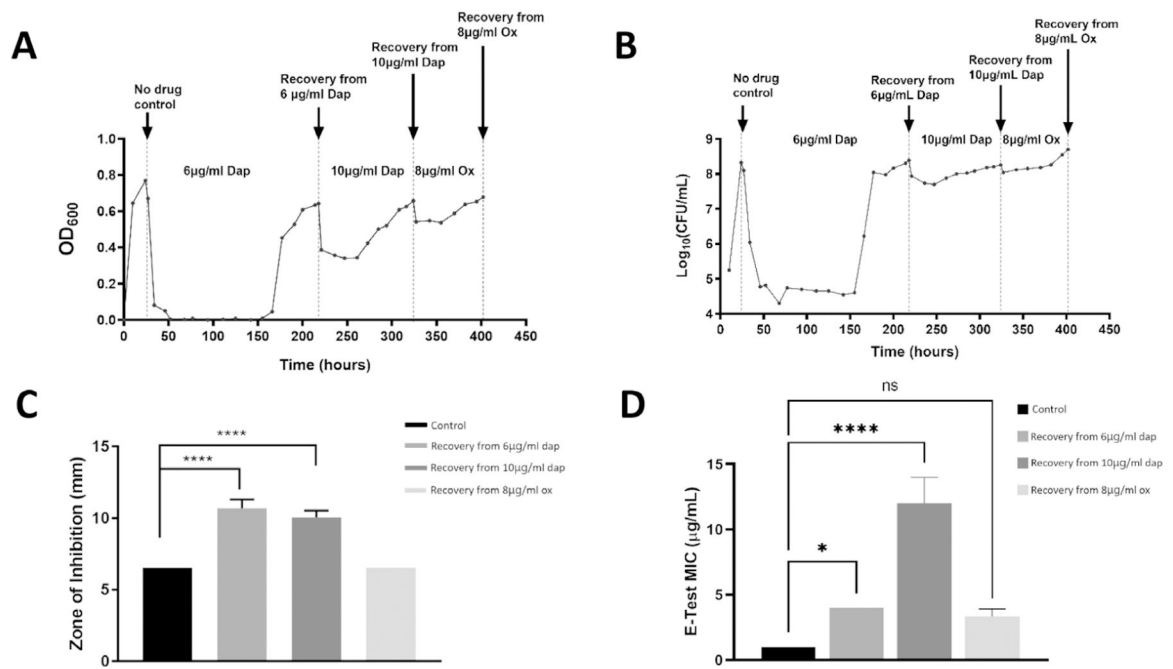 A
No drug
control
Recovery from
6 µg/ml Dap
Recovery from
10µg/ml Dap
Recovery from
8µg/ml Ox
6µg/ml Dap
10µg/ml Dap
8µg/ml Ox
OD600
1.0
0.8
0.6
0.4
0.2
0.0
0 50 100 150 200 250 300 350 400 450
Time (hours)
B
No drug
control
Recovery from
6µg/mL Dap
Recovery from
10µg/mL Dap
Recovery from
8µg/mL Ox
6µg/ml Dap
10µg/ml Dap
8µg/ml Ox
Log10(CFU/mL)
9
8
7
6
5
4
0 50 100 150 200 250 300 350 400 450
Time (hours)
C
Zone of Inhibition (mm)
15
10
5
0
****
****
Control
Recovery from 6µg/ml dap
Recovery from 10µg/ml dap
Recovery from 8µg/ml ox
D
E-Test MIC (µg/mL)
15
10
5
0
ns
****
*
Control
Recovery from 6µg/ml dap
Recovery from 10µg/ml dap
Recovery from 8µg/ml ox